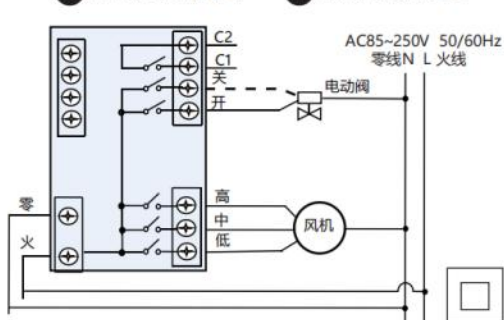 C2
AC85~250V 50/60Hz
零线N L 火线
C1
关
电动阀
开
零
高
中
风机
火
低